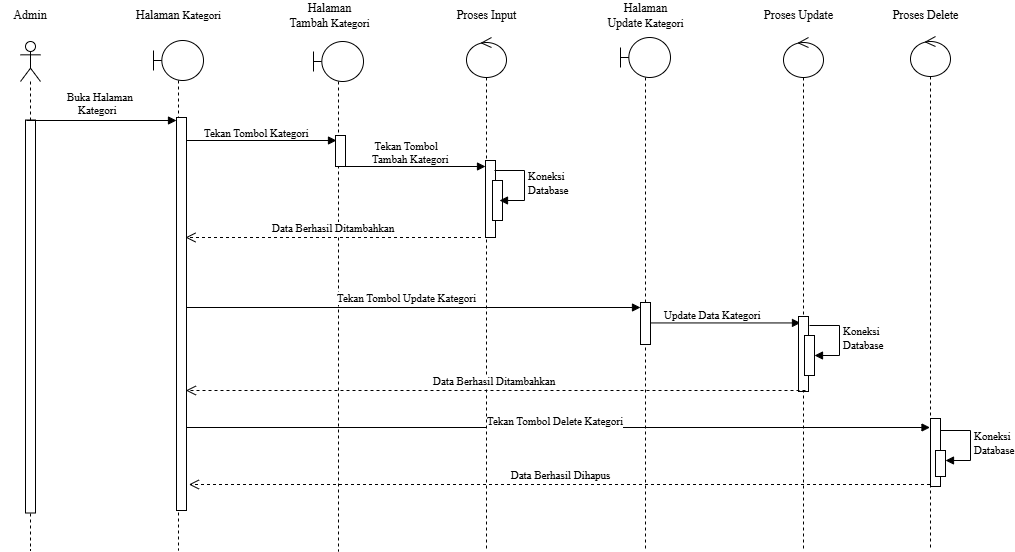 Admin
Halaman Kategori
Halaman
Tambah Kategori
Proses Input
Halaman
Update Kategori
Proses Update
Proses Delete
Buka Halaman
Kategori
Tekan Tombol Kategori
Tekan Tombol
Tambah Kategori
Koneksi
Database
Data Berhasil Ditambahkan
Tekan Tombol Update Kategori
Update Data Kategori
Koneksi
Database
Data Berhasil Ditambahkan
Tekan Tombol Delete Kategori
Koneksi
Database
Data Berhasil Dihapus